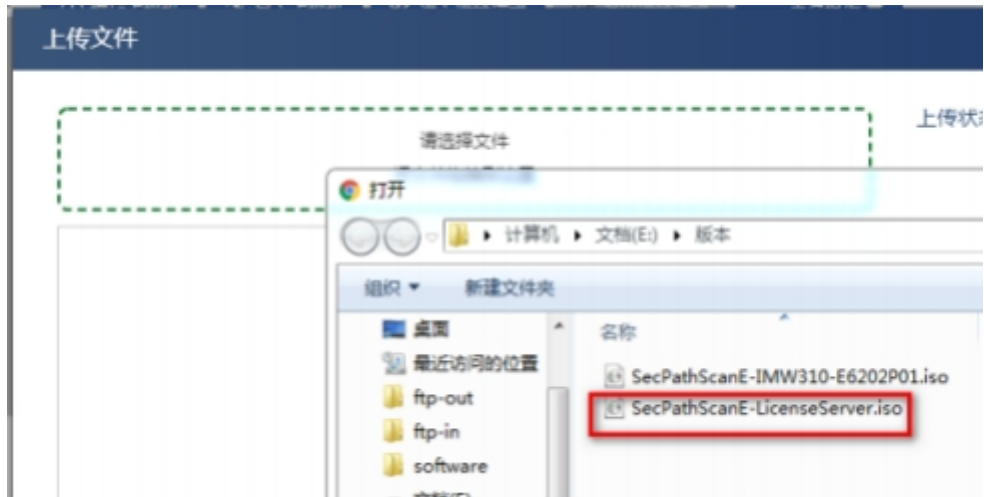 上传文件
上传状
请选择文件
打开
计算机 ▸ 文档(E:) ▸ 版本
组织 ▾ 新建文件夹
桌面
名称
最近访问的位置
SecPathScanE-IMW310-E6202P01.iso
ftp-out
SecPathScanE-LicenseServer.iso
ftp-in
software